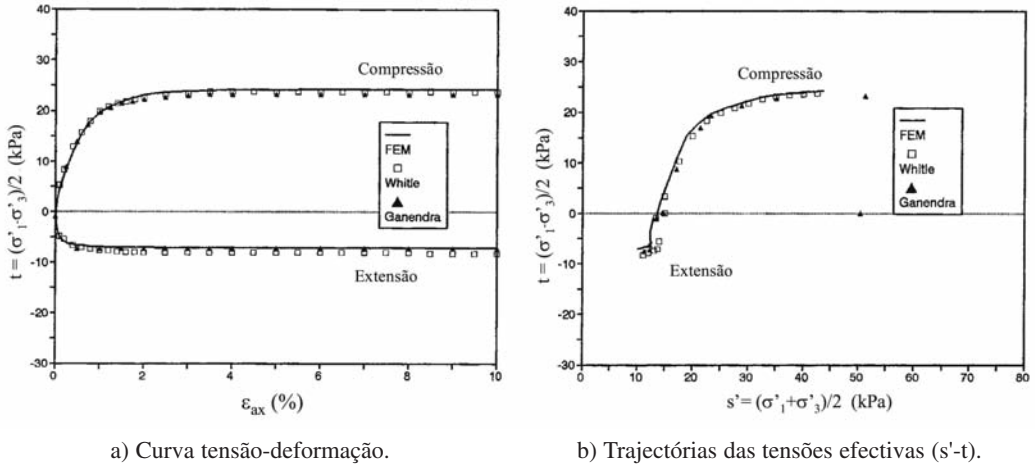 40
30
20
10
0
-10
-20
-30
t = (σ'₁-σ'₃)/2 (kPa)
Compressão
FEM
Whitle
Ganendra
Extensão
0
2
4
6
8
10
ε_ax (%)
a) Curva tensão-deformação.
40
30
20
10
0
-10
-20
-30
t = (σ'₁-σ'₃)/2 (kPa)
Compressão
FEM
Whitle
Ganendra
Extensão
0
10
20
30
40
50
60
70
80
s'= (σ'₁+σ'₃)/2 (kPa)
b) Trajectórias das tensões efectivas (s'-t).